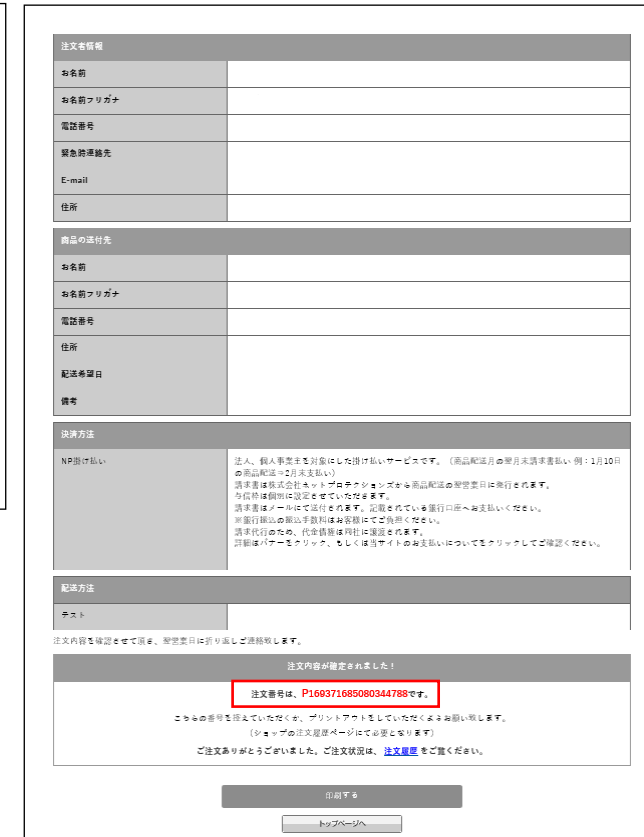 注文者情報
お名前
お名前フリガナ
電話番号
緊急時連絡先
E-mail
住所
商品の送付先
お名前
お名前フリガナ
電話番号
住所
配送希望日
備考
決済方法
NP掛け払い
法人、個人事業主を対象にした掛け払いサービスです。（商品配送月の翌月末請求書払い 例：1月10日
の商品配送⇒2月末支払い）
請求書は株式会社ネットプロテクションズから商品配送の翌営業日に発行されます。
与信枠は個別に設定させていただきます。
請求書はメールにて送付されます。記載されている銀行口座へお支払いください。
※銀行振込の振込手数料はお客様にてご負担ください。
請求代行のため、代金債権は同社に譲渡されます。
詳細はバナーをクリック、もしくは当サイトのお支払いについてをクリックしてご確認ください。
配送方法
テスト
注文内容を確認させて頂き、翌営業日に折り返しご連絡致します。
注文内容が確定されました！
注文番号は、P169371685080344788です。
こちらの番号を控えていただくか、プリントアウトをしていただくようお願い致します。
（ショップの注文履歴ページにて必要となります）
ご注文ありがとうございました。ご注文状況は、 注文履歴 をご覧ください。
印刷する
トップページへ